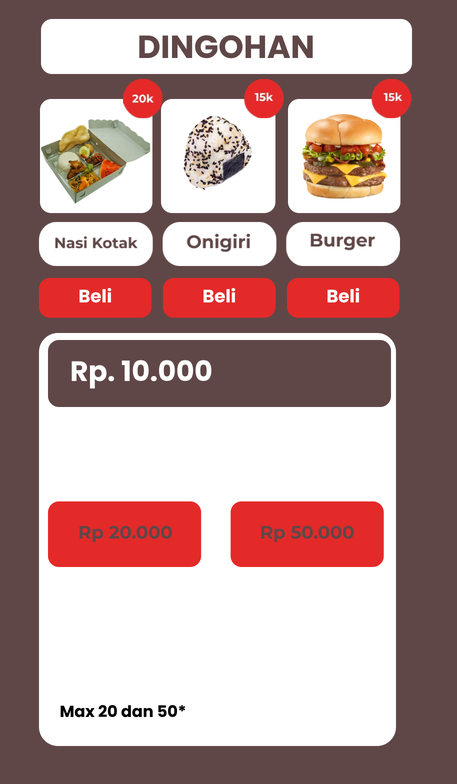 DINGOHAN
20k
15k
15k
Nasi Kotak
Onigiri
Burger
Beli
Beli
Beli
Rp. 10.000
Rp 20.000
Rp 50.000
Max 20 dan 50*